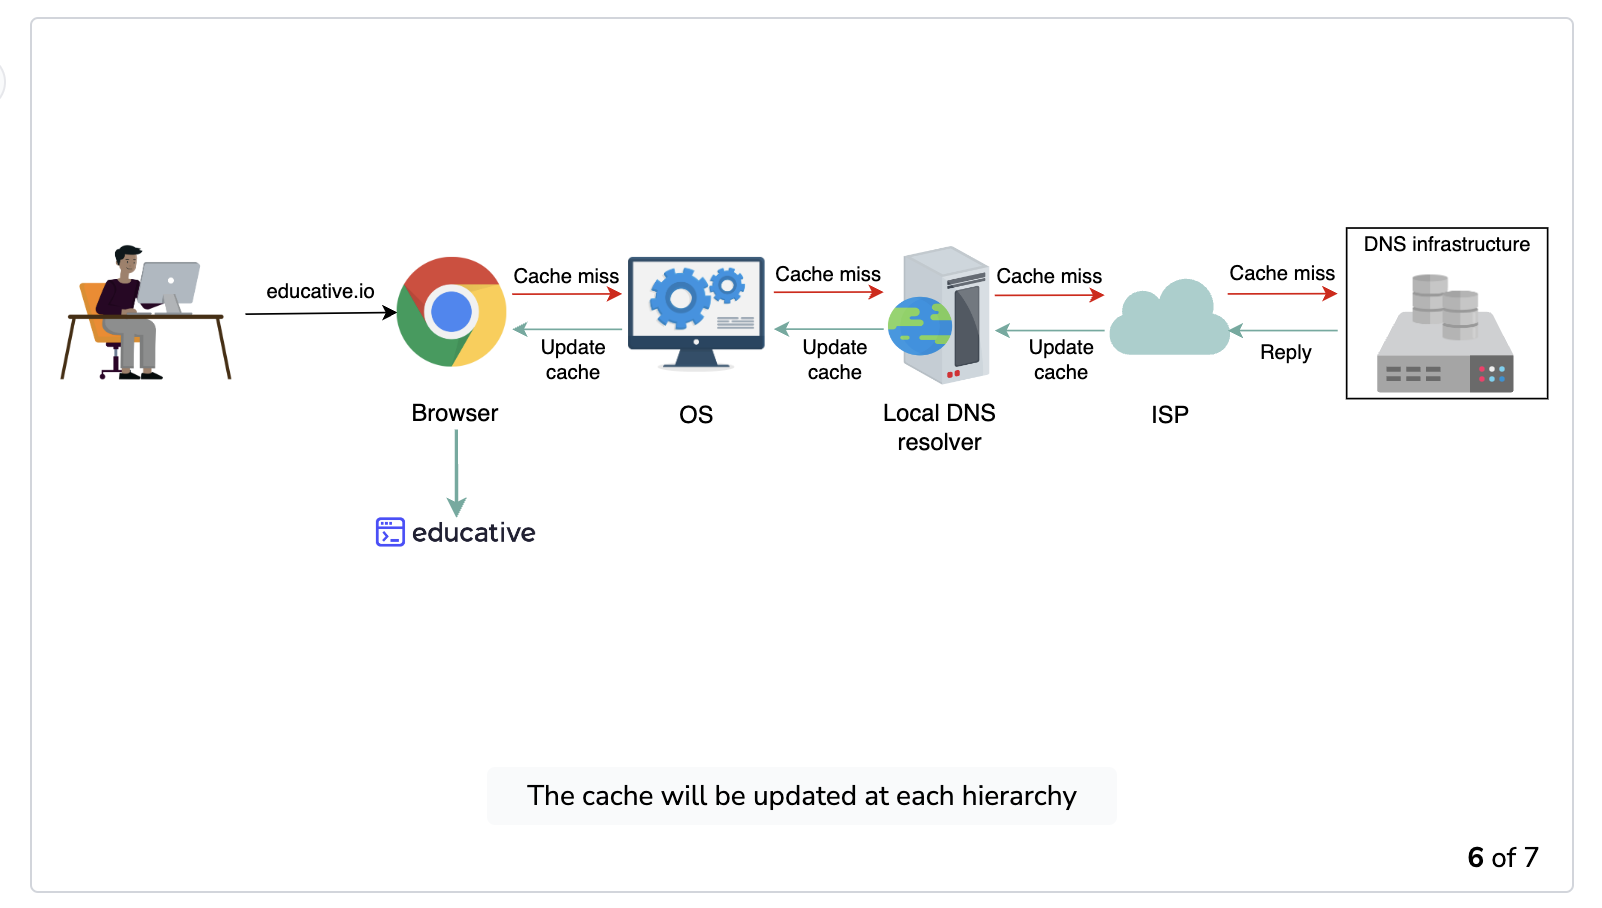 DNS infrastructure
educative.io
Cache miss
Cache miss
Cache miss
Cache miss
Update
cache
Update
cache
Update
cache
Reply
Browser
OS
Local DNS
resolver
ISP
educative
The cache will be updated at each hierarchy
6 of 7